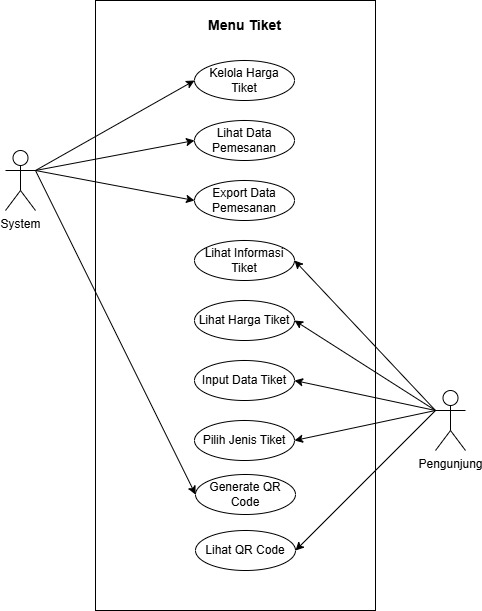 Menu Tiket
Kelola Harga
Tiket
Lihat Data
Pemesanan
Export Data
Pemesanan
System
Lihat Informasi
Tiket
Lihat Harga Tiket
Input Data Tiket
Pilih Jenis Tiket
Pengunjung
Generate QR
Code
Lihat QR Code